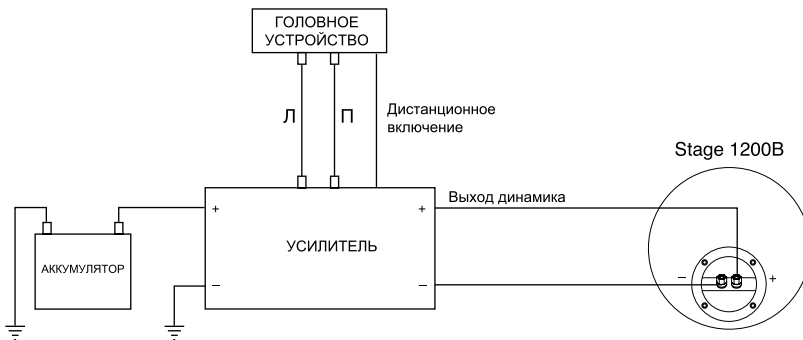 ГОЛОВНОЕ
УСТРОЙСТВО
Л
П
Дистанционное
включение
Stage 1200B
Выход динамика
+
+
УСИЛИТЕЛЬ
АККУМУЛЯТОР
−
−
−
+